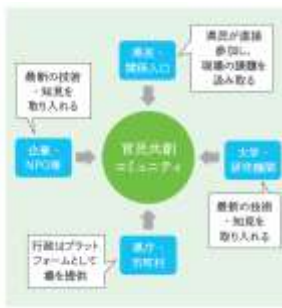 県民・
関係人口
県民が直接
参加し、
現場の課題を
読み取る
最新の技術
・知見を
取り入れる
企業・
NPO等
官民共創
コミュニティ
大学・
研究機関
最新の技術
・知見を
取り入れる
行政はプラット
フォームとして
場を提供
県庁・
市町村